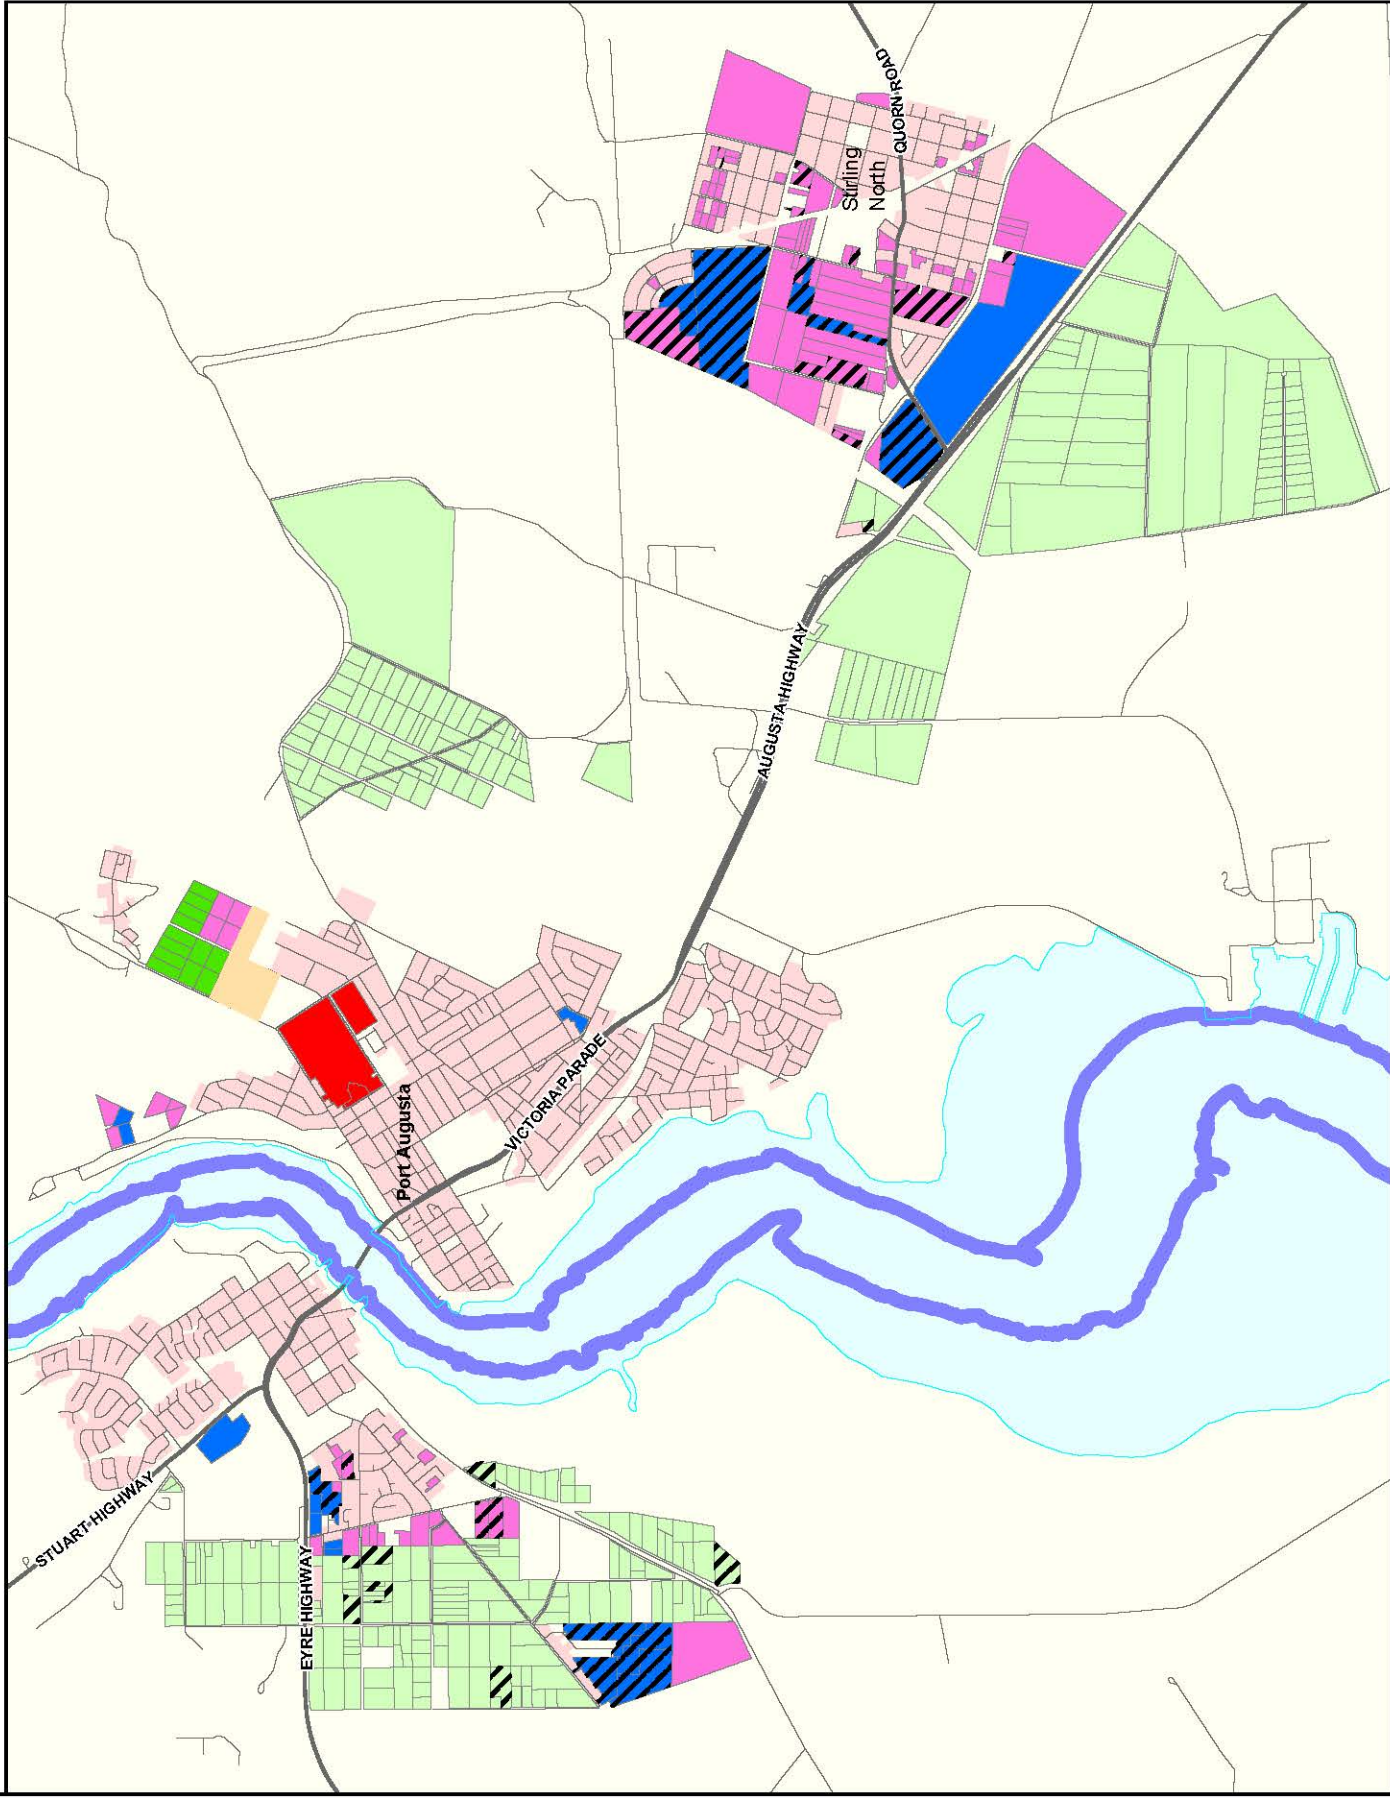 QUORN ROAD
Stirling
North
AUGUSTA HIGHWAY
VICTORIA PARADE
Port Augusta
STUART HIGHWAY
EYRE HIGHWAY